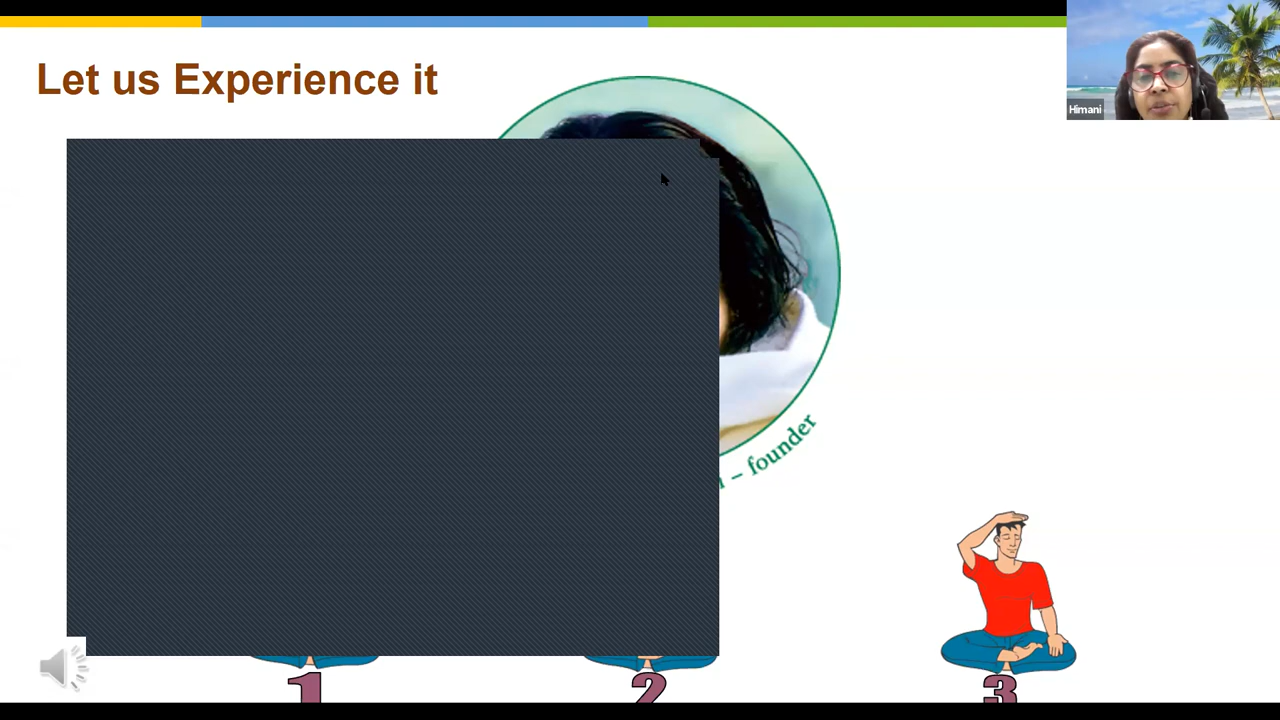 Let us Experience it
Himani
– founder
1
2
3